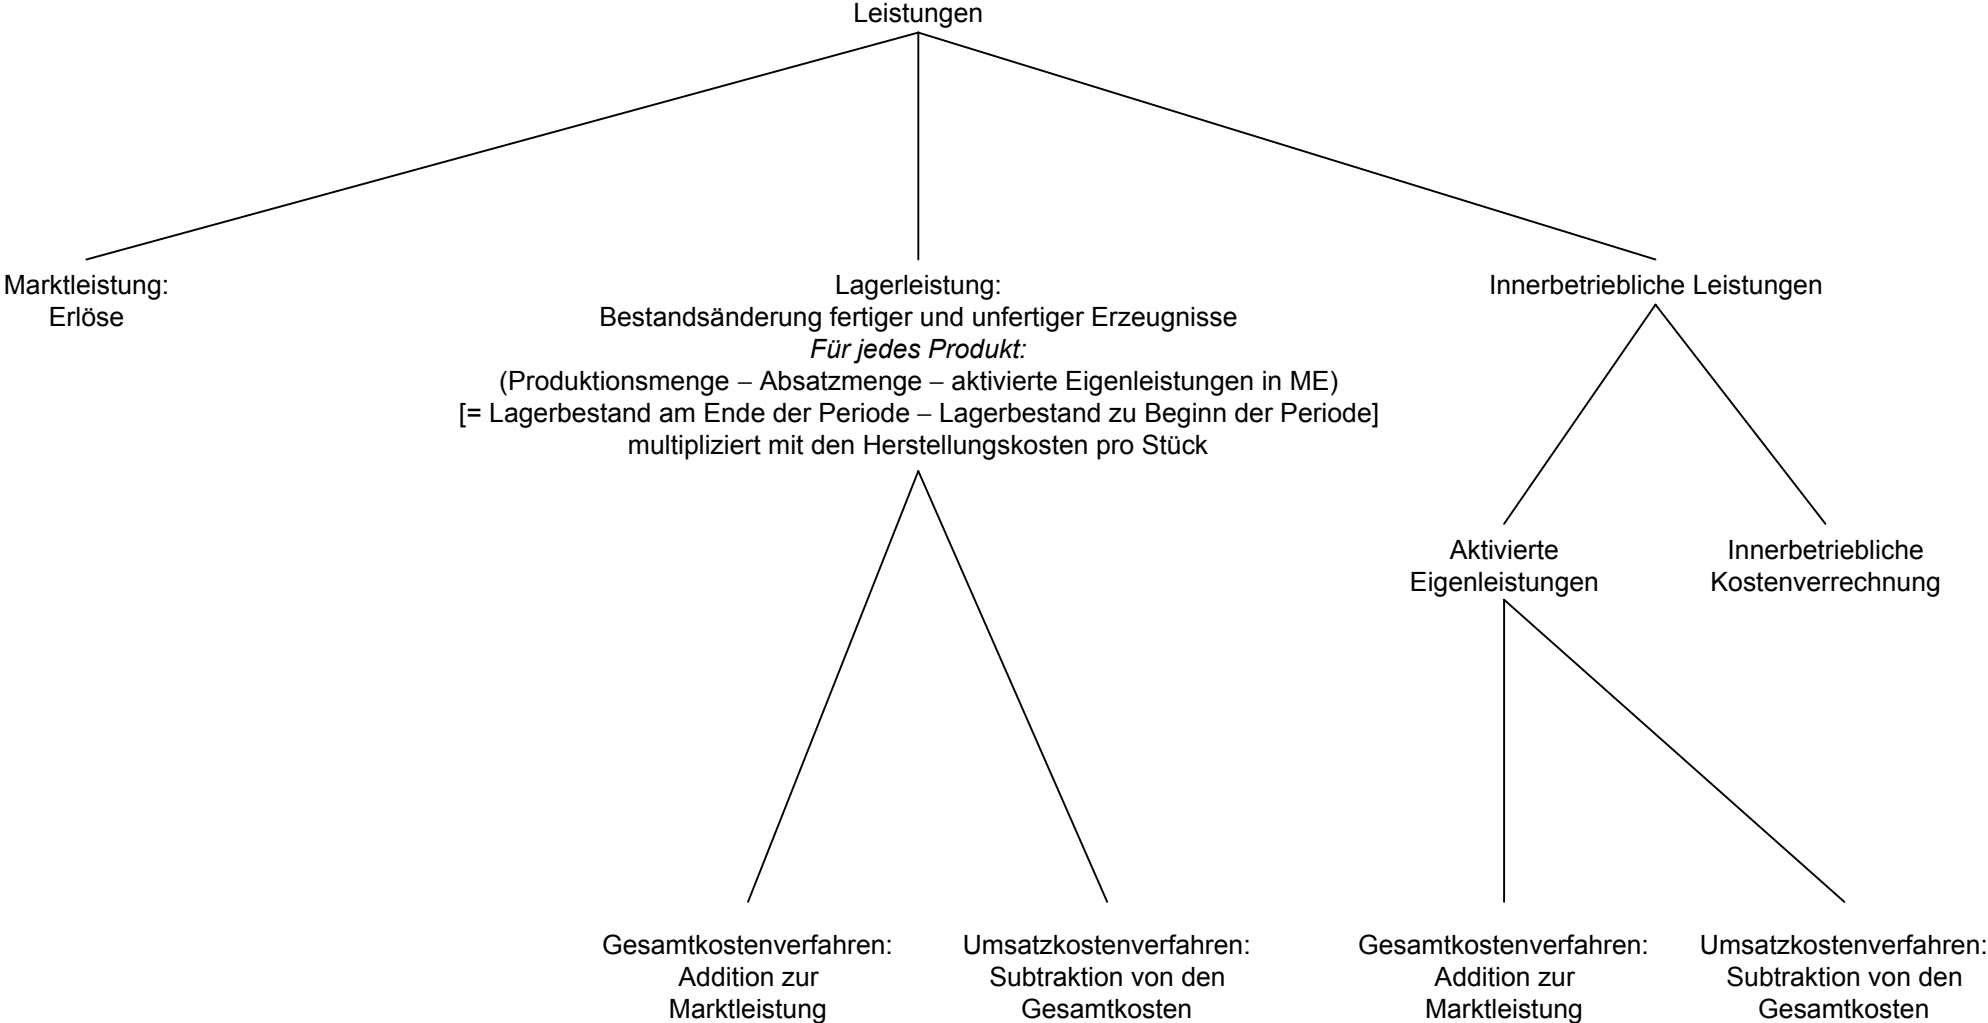 Leistungen
Marktleistung:
Erlöse
Lagerleistung:
Bestandsänderung fertiger und unfertiger Erzeugnisse
Für jedes Produkt:
(Produktionsmenge – Absatzmenge – aktivierte Eigenleistungen in ME)
[= Lagerbestand am Ende der Periode – Lagerbestand zu Beginn der Periode]
multipliziert mit den Herstellungskosten pro Stück
Innerbetriebliche Leistungen
Aktivierte
Eigenleistungen
Innerbetriebliche
Kostenverrechnung
Gesamtkostenverfahren:
Addition zur
Marktleistung
Umsatzkostenverfahren:
Subtraktion von den
Gesamtkosten
Gesamtkostenverfahren:
Addition zur
Marktleistung
Umsatzkostenverfahren:
Subtraktion von den
Gesamtkosten